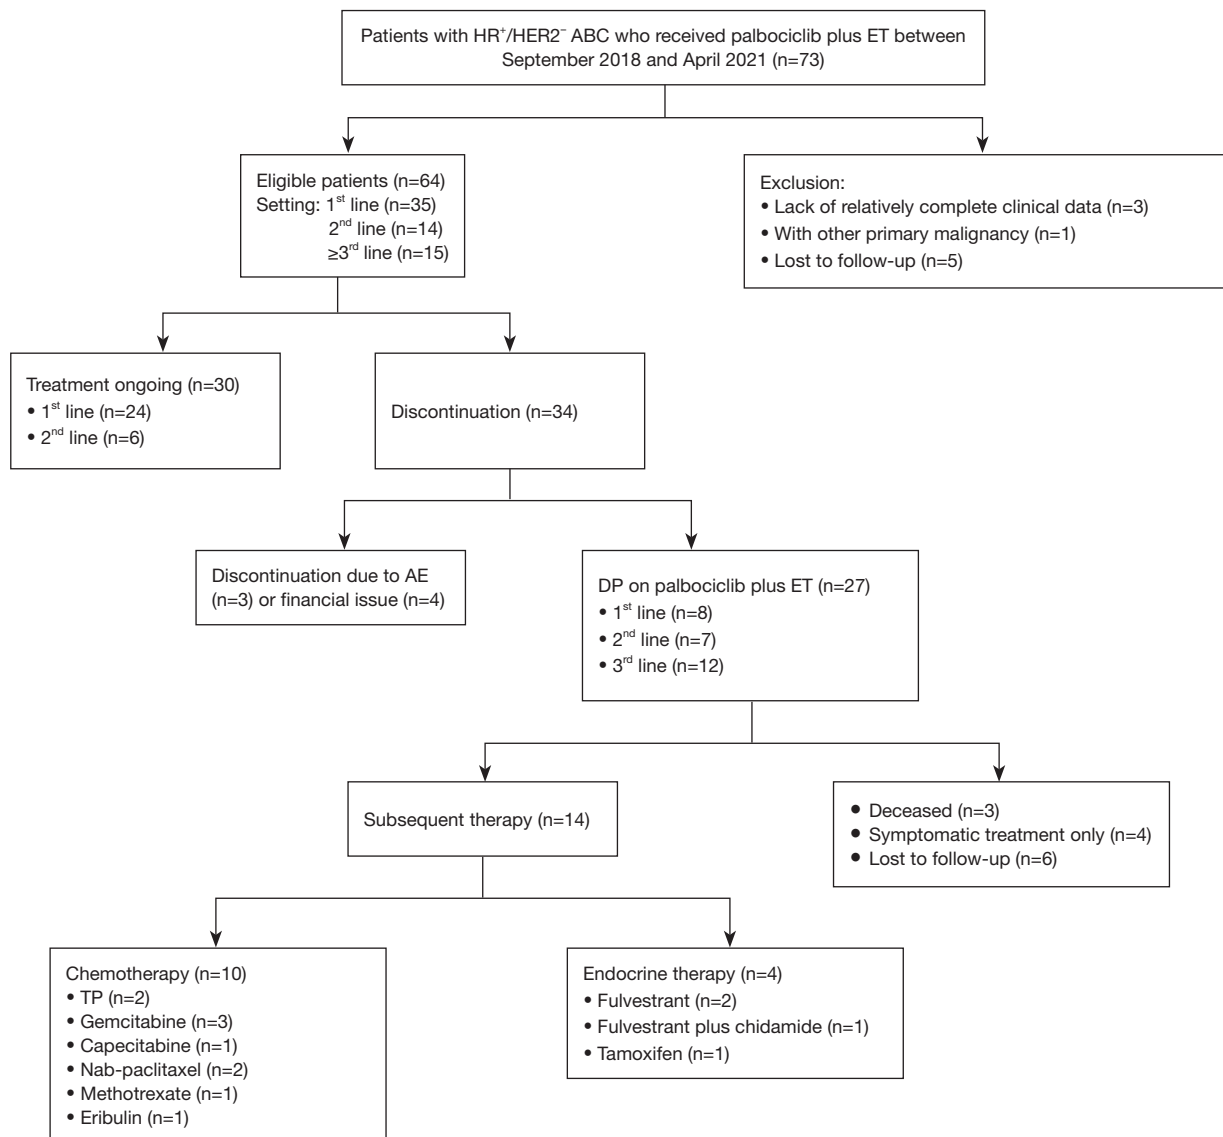 Patients with HR⁺/HER2⁻ ABC who received palbociclib plus ET between
September 2018 and April 2021 (n=73)
Eligible patients (n=64)
Setting: 1st line (n=35)
2nd line (n=14)
≥3rd line (n=15)
Exclusion:
• Lack of relatively complete clinical data (n=3)
• With other primary malignancy (n=1)
• Lost to follow-up (n=5)
Treatment ongoing (n=30)
• 1st line (n=24)
• 2nd line (n=6)
Discontinuation (n=34)
Discontinuation due to AE
(n=3) or financial issue (n=4)
DP on palbociclib plus ET (n=27)
• 1st line (n=8)
• 2nd line (n=7)
• 3rd line (n=12)
Subsequent therapy (n=14)
• Deceased (n=3)
• Symptomatic treatment only (n=4)
• Lost to follow-up (n=6)
Chemotherapy (n=10)
• TP (n=2)
• Gemcitabine (n=3)
• Capecitabine (n=1)
• Nab-paclitaxel (n=2)
• Methotrexate (n=1)
• Eribulin (n=1)
Endocrine therapy (n=4)
• Fulvestrant (n=2)
• Fulvestrant plus chidamide (n=1)
• Tamoxifen (n=1)